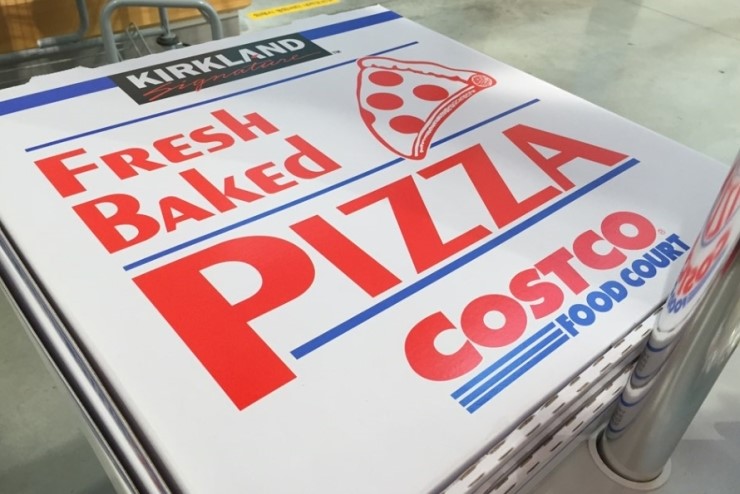 KIRKLAND
Signature
FRESH
BAKED
PIZZA
COSTCO®
FOOD COURT